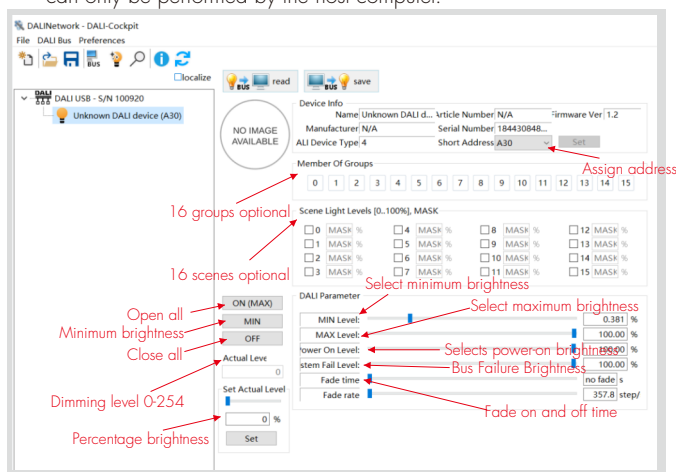 can only be performed by the host computer.
DALINetwork - DALI-Cockpit
File DALI Bus Preferences
BUS
localize
DALI
DALI USB - S/N 100920
Unknown DALI device (A30)
BUS read
BUS save
NO IMAGE
AVAILABLE
Device Info
Name Unknown DALI d... Article Number N/A Firmware Ver 1.2
Manufacturer N/A Serial Number 184430848...
ALI Device Type 4 Short Address A30 Set
Assign address
Member Of Groups
0 1 2 3 4 5 6 7 8 9 10 11 12 13 14 15
16 groups optional
Scene Light Levels [0..100%], MASK
0 MASK % 4 MASK % 8 MASK % 12 MASK %
1 MASK % 5 MASK % 9 MASK % 13 MASK %
2 MASK % 6 MASK % 10 MASK % 14 MASK %
3 MASK % 7 MASK % 11 MASK % 15 MASK %
16 scenes optional
Select minimum brightness
DALI Parameter
ON (MAX)
Open all
Select maximum brightness
MIN Level: 0.381 %
MIN
Minimum brightness
MAX Level: 100.00 %
OFF
Close all
Power On Level: 100.00 %
Selects power-on brightness
Actual Leve
stem Fail Level: 100.00 %
Bus Failure Brightness
0
Fade time no fade s
Dimming level 0-254
Set Actual Level
Fade rate 357.8 step/
Fade on and off time
0 %
Percentage brightness
Set